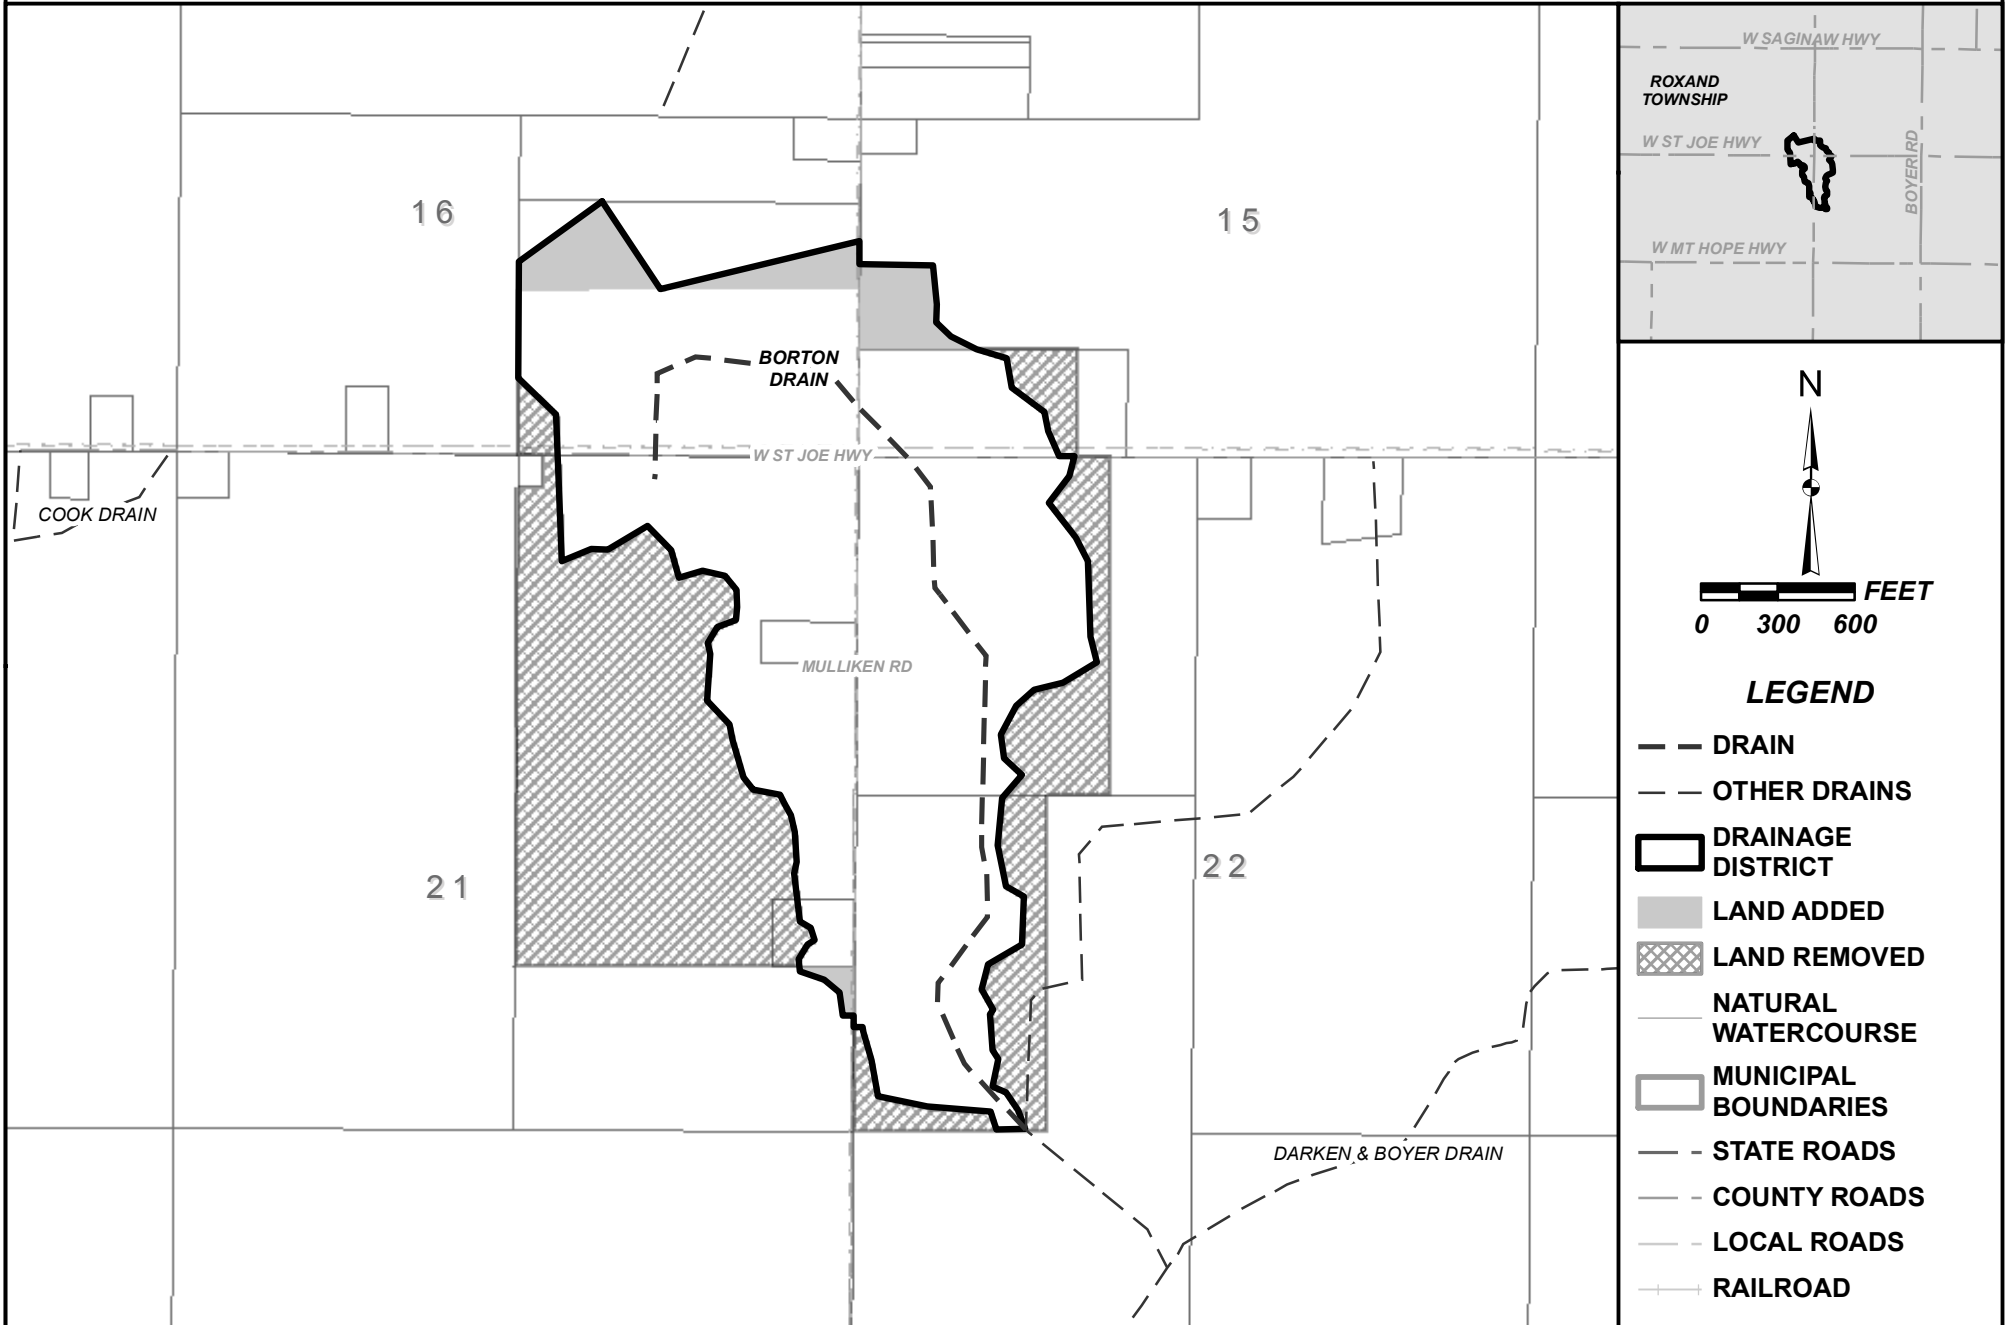 16
15
BORTON
DRAIN
W ST JOE HWY
COOK DRAIN
MULLIKEN RD
21
22
DARKEN & BOYER DRAIN
W SAGINAW HWY
ROXAND
TOWNSHIP
W ST JOE HWY
BOYER RD
W MT HOPE HWY
N
FEET
0 300 600
LEGEND
DRAIN
OTHER DRAINS
DRAINAGE
DISTRICT
LAND ADDED
LAND REMOVED
NATURAL
WATERCOURSE
MUNICIPAL
BOUNDARIES
STATE ROADS
COUNTY ROADS
LOCAL ROADS
RAILROAD